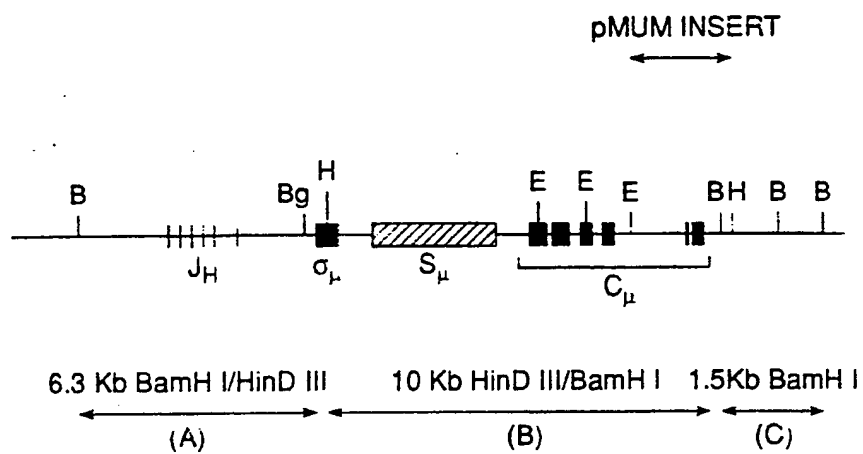 pMUM INSERT
B Bg H E E E B H B B
J_H σ_μ S_μ C_μ
6.3 Kb BamH I/HinD III 10 Kb HinD III/BamH I 1.5Kb BamH I
(A) (B) (C)